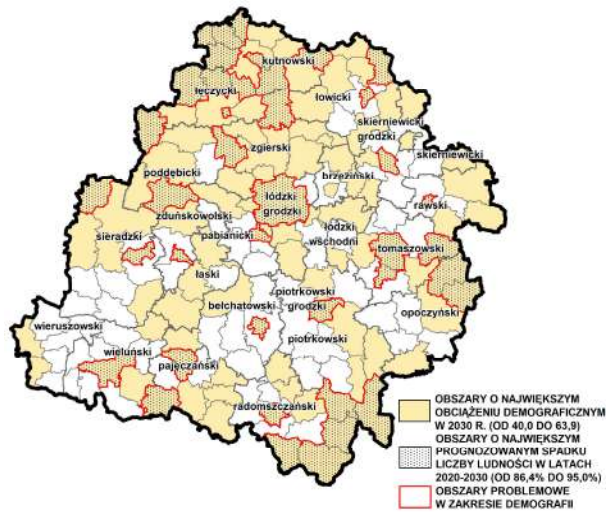 kutnowski
łęczycki
łowicki
skierniewicki
grodzki
skierniewicki
zgierski
poddębicki
brzeziński
rawski
łódzki
grodzki
zduńskowolski
łódzki
wschodni
pabianicki
sieradzki
tomaszowski
łaski
piotrkowski
grodzki
bełchatowski
opoczyński
wieruszowski
piotrkowski
wieluński
pajęczański
radomszczański
OBSZARY O NAJWIĘKSZYM
OBCIĄŻENIU DEMOGRAFICZNYM
W 2030 R. (OD 40,0 DO 63,9)
OBSZARY O NAJWIĘKSZYM
PROGNOZOWANYM SPADKU
LICZBY LUDNOŚCI W LATACH
2020-2030 (OD 86,4% DO 95,0%)
OBSZARY PROBLEMOWE
W ZAKRESIE DEMOGRAFII